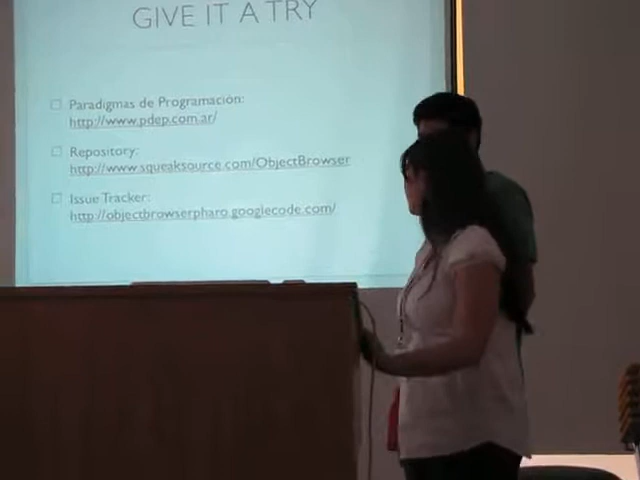 GIVE IT A TRY
Paradigmas de Programación:
http://www.pdep.com.ar/
Repository:
http://www.squeaksource.com/ObjectBrowser
Issue Tracker:
http://objectbrowserpharo.googlecode.com/